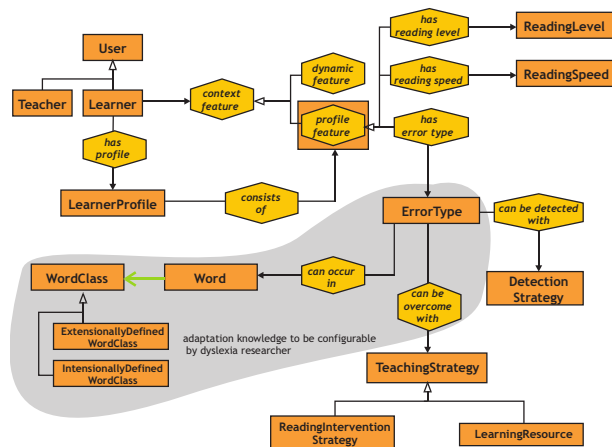 has
reading level
ReadingLevel
User
dynamic
feature
has
reading speed
ReadingSpeed
Teacher
Learner
context
feature
profile
feature
has
error type
has
profile
LearnerProfile
consists
of
ErrorType
can be detected
with
WordClass
Word
can occur
in
can be
overcome
with
Detection
Strategy
ExtensionallyDefined
WordClass
adaptation knowledge to be configurable
by dyslexia researcher
IntensionallyDefined
WordClass
TeachingStrategy
ReadingIntervention
Strategy
LearningResource